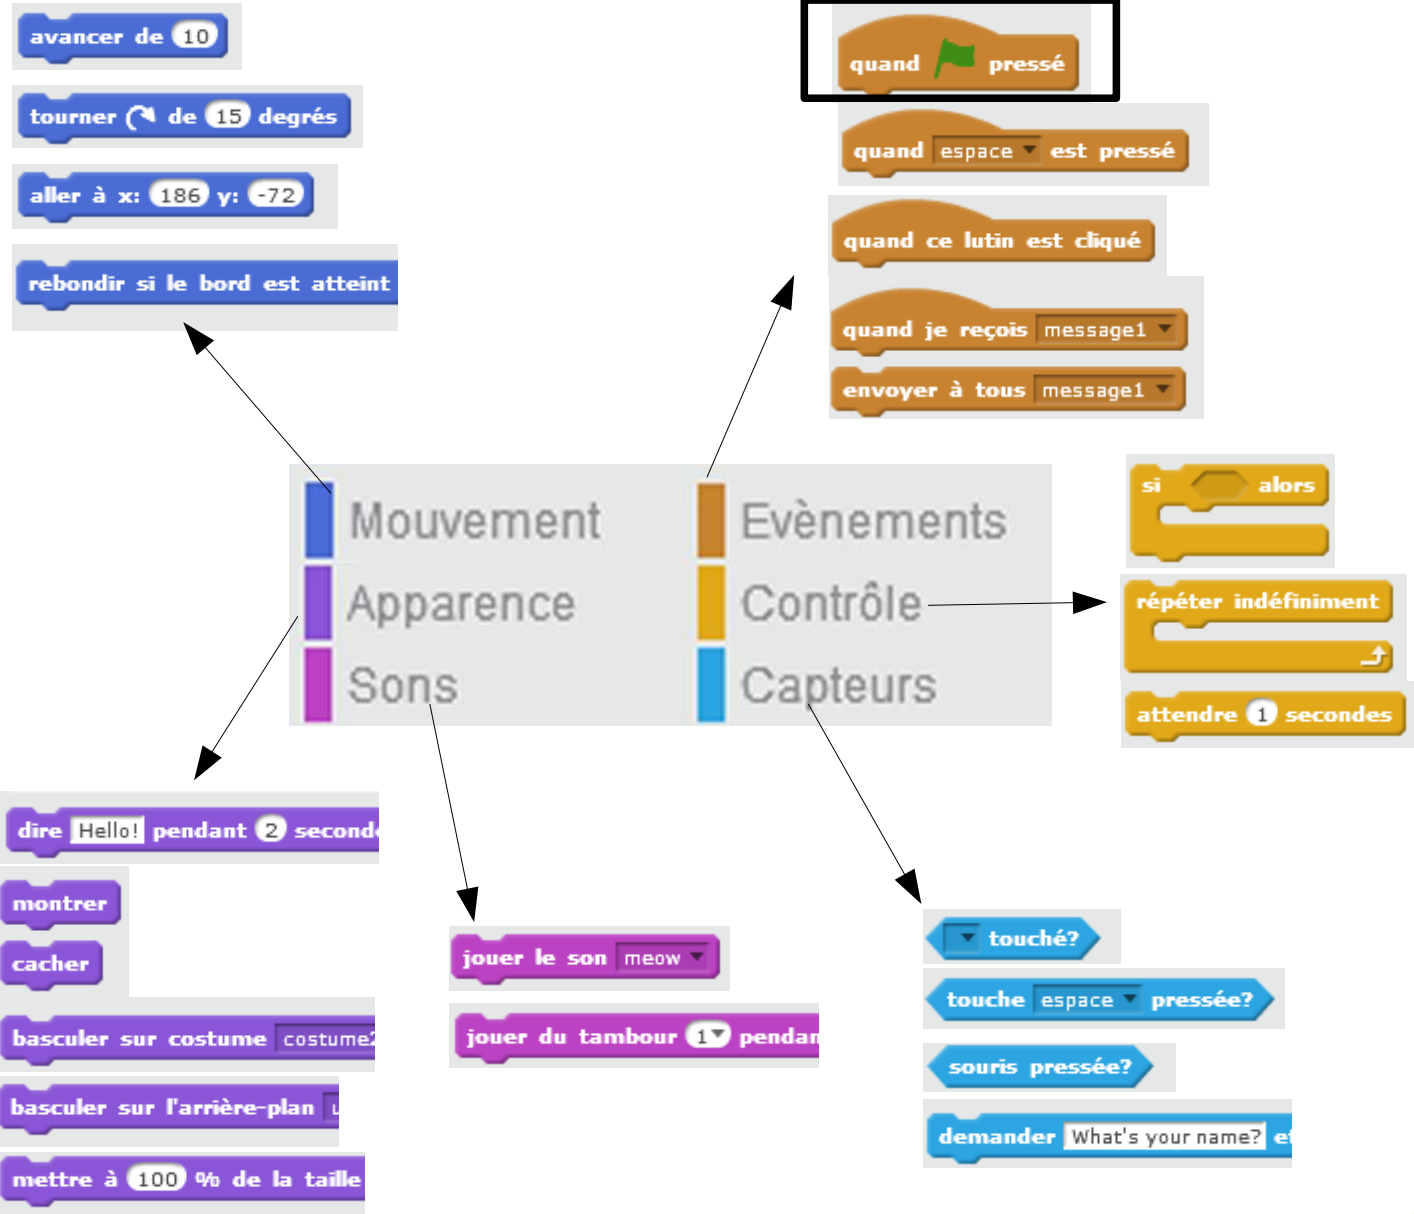 avancer de 10
tourner de 15 degrés
aller à x: 186 y: -72
rebondir si le bord est atteint
quand pressé
quand espace est pressé
quand ce lutin est cliqué
quand je reçois message1
envoyer à tous message1
Mouvement
Apparence
Sons
Evènements
Contrôle
Capteurs
si alors
répéter indéfiniment
attendre 1 secondes
dire Hello! pendant 2 second
montrer
cacher
basculer sur costume costume2
basculer sur l'arrière-plan
mettre à 100 % de la taille
jouer le son meow
jouer du tambour 1 pendan
touché?
touche espace pressée?
souris pressée?
demander What's your name? et